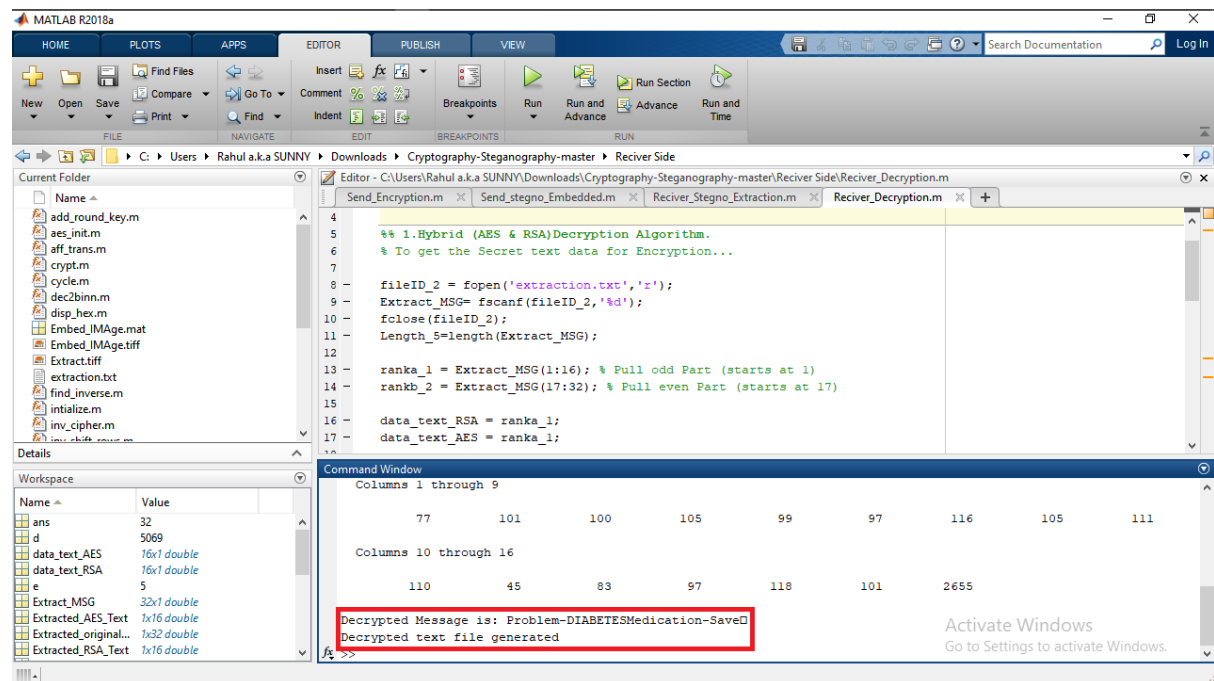 MATLAB R2018a
HOME PLOTS APPS EDITOR PUBLISH VIEW Search Documentation Log In
New Open Save Find Files Compare Print Go To Find Insert fx Comment Indent Breakpoints Run Run and Advance Run Section Advance Run and Time
FILE NAVIGATE EDIT BREAKPOINTS RUN
C: Users Rahul a.k.a SUNNY Downloads Cryptography-Steganography-master Reciver Side
Current Folder
Name
add_round_key.m
aes_init.m
aff_trans.m
crypt.m
cycle.m
dec2binn.m
disp_hex.m
Embed_IMAge.mat
Embed_IMAge.tiff
Extract.tiff
extraction.txt
find_inverse.m
intialize.m
inv_cipher.m
inv_shift_rows.m
Details
Workspace
Name Value
ans 32
d 5069
data_text_AES 16x1 double
data_text_RSA 16x1 double
e 5
Extract_MSG 32x1 double
Extracted_AES_Text 1x16 double
Extracted_original... 1x32 double
Extracted_RSA_Text 1x16 double
Editor - C:\Users\Rahul a.k.a SUNNY\Downloads\Cryptography-Steganography-master\Reciver Side\Reciver_Decryption.m
Send_Encryption.m Send_stegno_Embedded.m Reciver_Stegno_Extraction.m Reciver_Decryption.m
4
5 %% 1.Hybrid (AES & RSA)Decryption Algorithm.
6 % To get the Secret text data for Encryption...
7
8 - fileID_2 = fopen('extraction.txt','r');
9 - Extract_MSG= fscanf(fileID_2,'%d');
10 - fclose(fileID_2);
11 - Length_5=length(Extract_MSG);
12
13 - ranka_1 = Extract_MSG(1:16); % Pull odd Part (starts at 1)
14 - rankb_2 = Extract_MSG(17:32); % Pull even Part (starts at 17)
15
16 - data_text_RSA = ranka_1;
17 - data_text_AES = ranka_1;
Command Window
Columns 1 through 9
77 101 100 105 99 97 116 105 111
Columns 10 through 16
110 45 83 97 118 101 2655
Decrypted Message is: Problem-DIABETESMedication-Save□
Decrypted text file generated
fx >>
Activate Windows
Go to Settings to activate Windows.